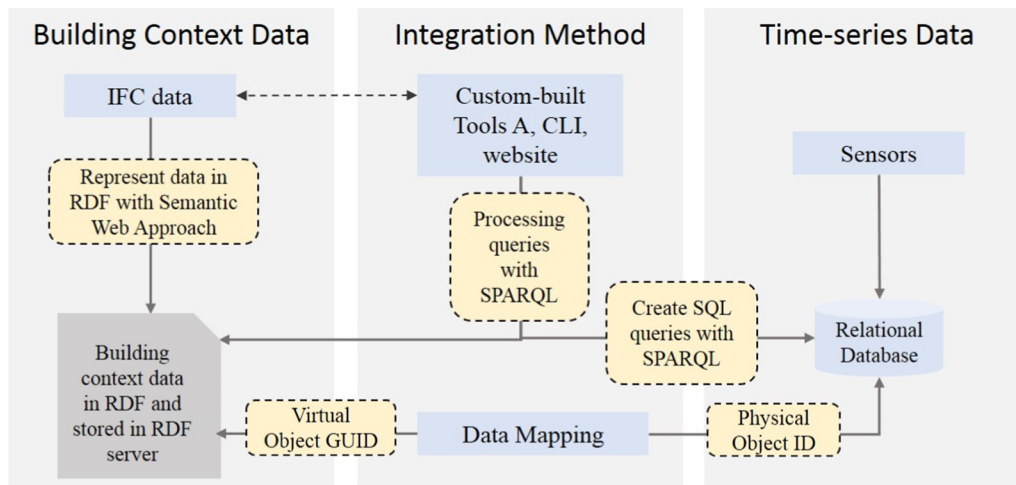 Building Context Data
Integration Method
Time-series Data
IFC data
Custom-built
Tools A, CLI,
website
Sensors
Represent data in
RDF with Semantic
Web Approach
Processing
queries
with
SPARQL
Create SQL
queries with
SPARQL
Relational
Database
Building
context data
in RDF and
stored in RDF
server
Virtual
Object GUID
Data Mapping
Physical
Object ID